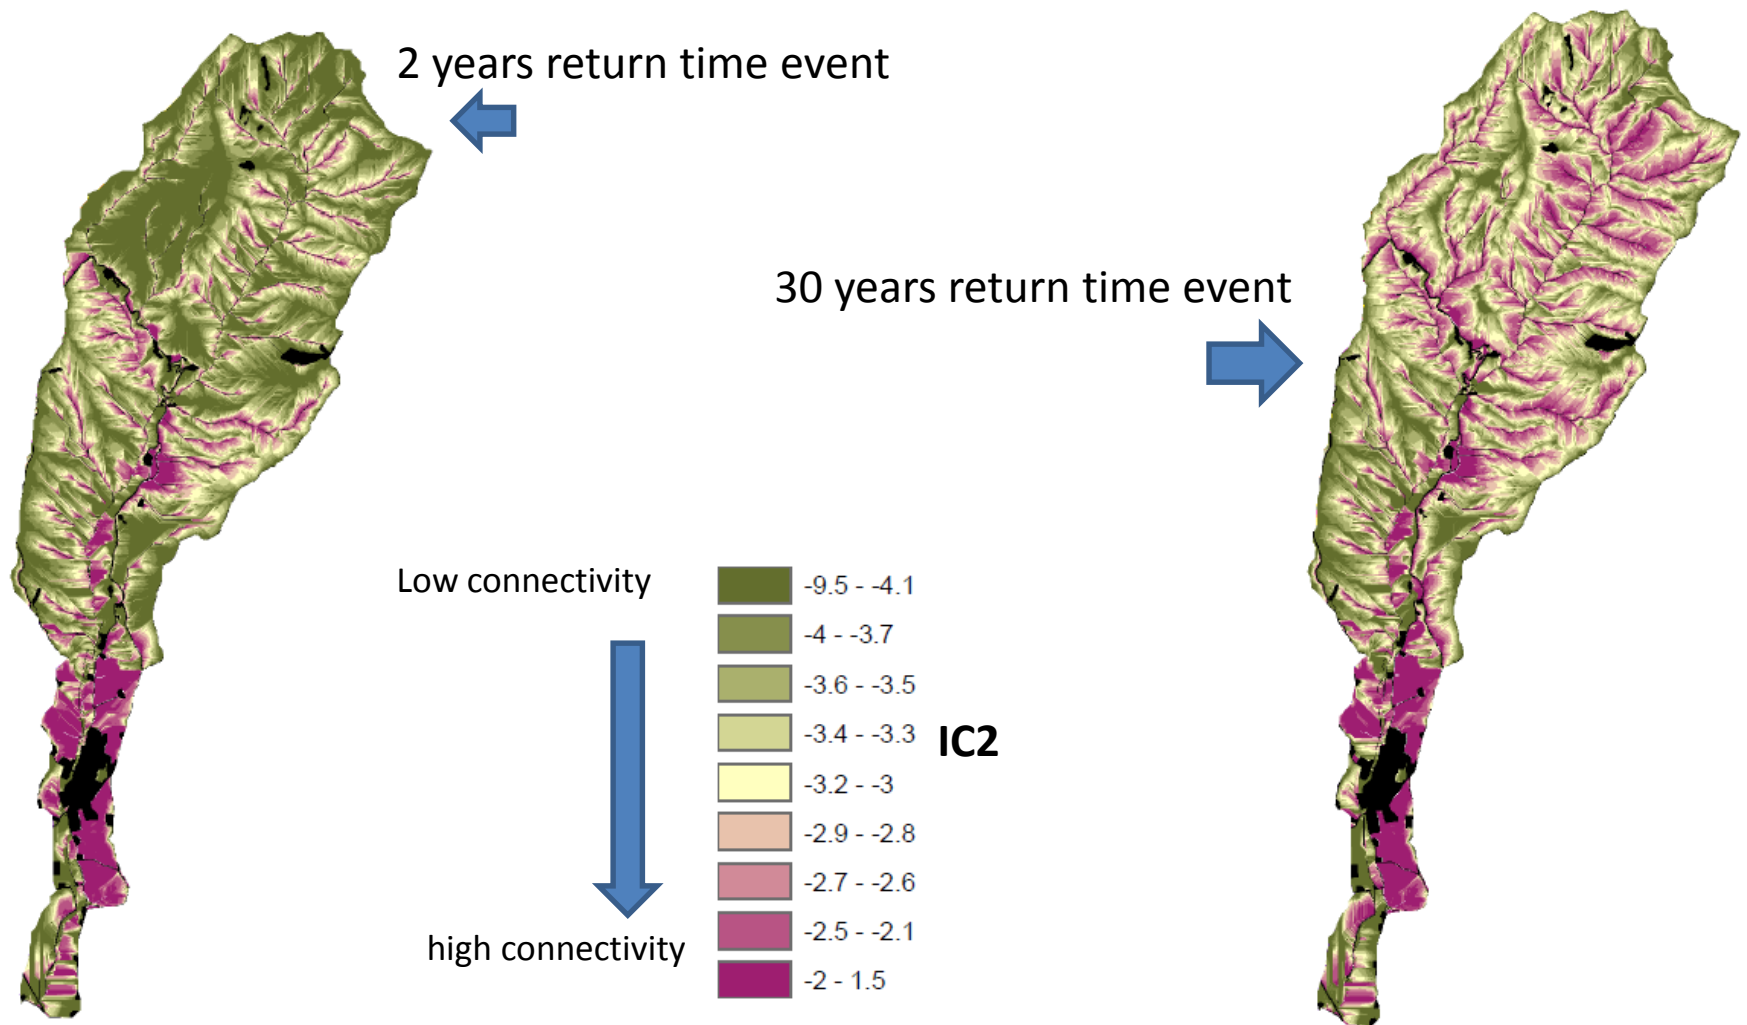 2 years return time event
30 years return time event
Low connectivity
-9.5 - -4.1
-4 - -3.7
-3.6 - -3.5
-3.4 - -3.3
IC2
-3.2 - -3
-2.9 - -2.8
-2.7 - -2.6
-2.5 - -2.1
high connectivity
-2 - 1.5